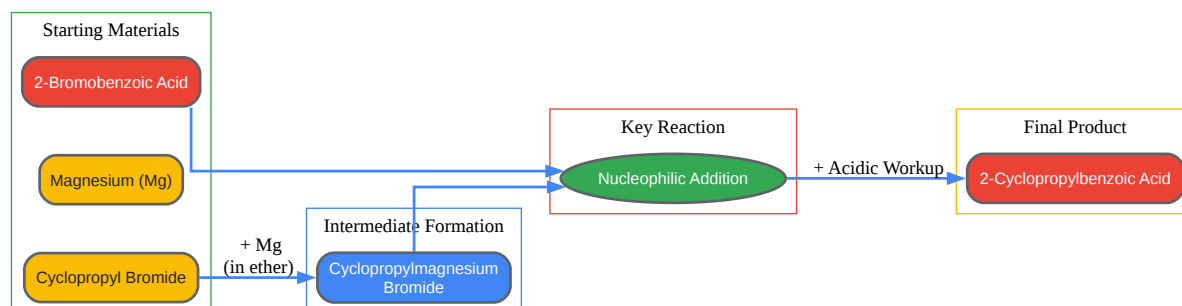 Starting Materials
2-Bromobenzoic Acid
Magnesium (Mg)
Cyclopropyl Bromide
+ Mg
(in ether)
Intermediate Formation
Cyclopropylmagnesium
Bromide
Key Reaction
Nucleophilic Addition
+ Acidic Workup
Final Product
2-Cyclopropylbenzoic Acid